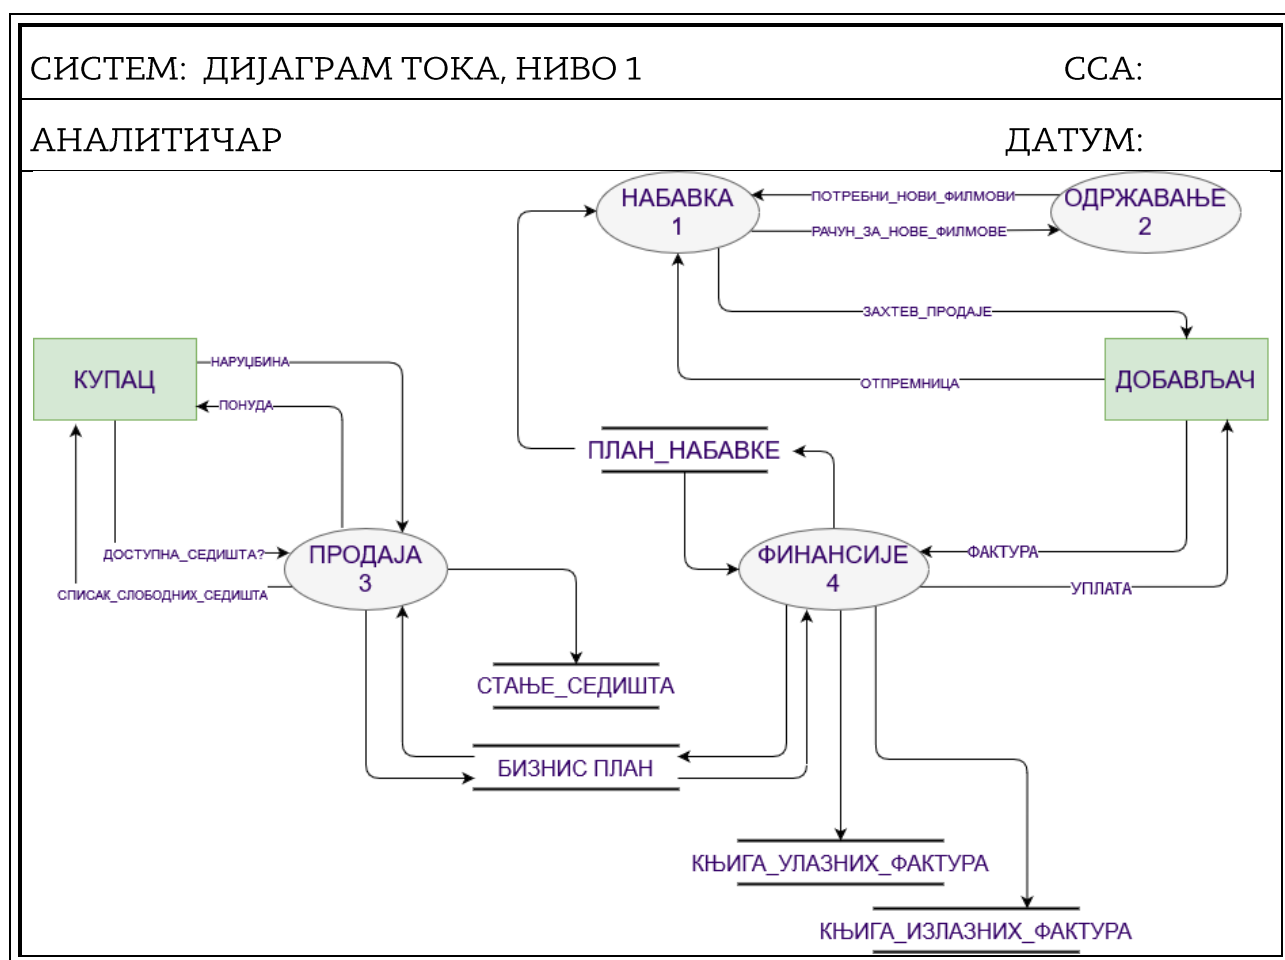 СИСТЕМ: ДИЈАГРАМ ТОКА, НИВО 1 ССА:
АНАЛИТИЧАР ДАТУМ:
НАБАВКА
1
ПОТРЕБНИ_НОВИ_ФИЛМОВИ
ОДРЖАВАЊЕ
2
РАЧУН_ЗА_НОВЕ_ФИЛМОВЕ
ЗАХТЕВ_ПРОДАЈЕ
НАРУЏБИНА
КУПАЦ
ОТПРЕМНИЦА
ДОБАВЉАЧ
ПОНУДА
ПЛАН_НАБАВКЕ
ДОСТУПНА_СЕДИШТА?
ПРОДАЈА
3
ФИНАНСИЈЕ
4
ФАКТУРА
УПЛАТА
СПИСАК_СЛОБОДНИХ_СЕДИШТА
СТАЊЕ_СЕДИШТА
БИЗНИС ПЛАН
КЊИГА_УЛАЗНИХ_ФАКТУРА
КЊИГА_ИЗЛАЗНИХ_ФАКТУРА